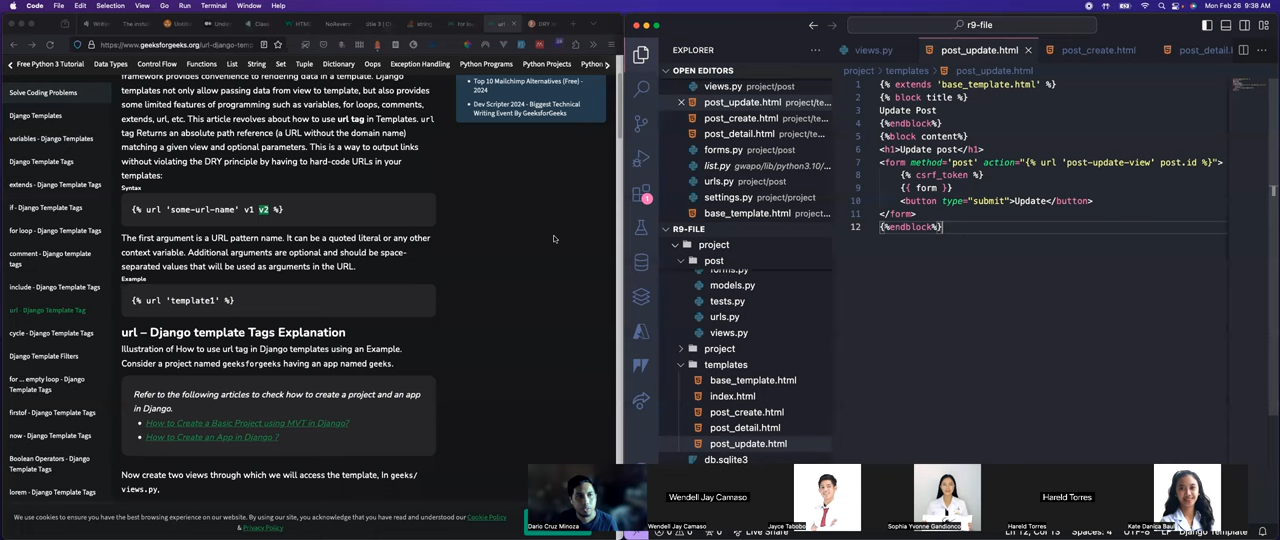 Code File Edit Selection View Go Run Terminal Window Help
Mon Feb 26 9:38 AM
https://www.geeksforgeeks.org/url-django-temp
Free Python 3 Tutorial Data Types Control Flow Functions List String Set Tuple Dictionary Oops Exception Handling Python Programs Python Projects Python
Solve Coding Problems
Django Templates
variables - Django Templates
Django Template Tags
extends - Django Template Tags
if - Django Template Tags
for loop - Django Template Tags
comment - Django template tags
include - Django Template Tags
url - Django Template Tag
cycle - Django Template Tags
Django Template Filters
for ... empty loop - Django Template Tags
firstof - Django Template Tags
now - Django Template Tags
Boolean Operators - Django Template Tags
lorem - Django Template Tags
framework provides convenience to rendering data in a template. Django
templates not only allow passing data from view to template, but also provides
some limited features of programming such as variables, for loops, comments,
extends, url, etc. This article revolves about how to use url tag in Templates. url
tag Returns an absolute path reference (a URL without the domain name)
matching a given view and optional parameters. This is a way to output links
without violating the DRY principle by having to hard-code URLs in your
templates:
Syntax
{% url 'some-url-name' v1 v2 %}
The first argument is a URL pattern name. It can be a quoted literal or any other
context variable. Additional arguments are optional and should be space-
separated values that will be used as arguments in the URL.
Example
{% url 'template1' %}
url – Django template Tags Explanation
Illustration of How to use url tag in Django templates using an Example.
Consider a project named geeksforgeeks having an app named geeks.
Refer to the following articles to check how to create a project and an app
in Django.
How to Create a Basic Project using MVT in Django?
How to Create an App in Django ?
Now create two views through which we will access the template, In geeks/
views.py,
Top 10 Mailchimp Alternatives (Free) -
2024
Dev Scripter 2024 - Biggest Technical
Writing Event By GeeksforGeeks
We use cookies to ensure you have the best browsing experience on our website. By using our site, you acknowledge that you have read and understood our Cookie Policy
& Privacy Policy
r9-file
EXPLORER
OPEN EDITORS
views.py project/post
post_update.html project/te...
post_create.html project/te...
post_detail.html project/te...
forms.py project/post
list.py gwapo/lib/python3.10/...
urls.py project/post
settings.py project/project
base_template.html project...
R9-FILE
project
post
forms.py
models.py
tests.py
urls.py
views.py
project
templates
base_template.html
index.html
post_create.html
post_detail.html
post_update.html
db.sqlite3
views.py post_update.html post_create.html post_detail.
project templates post_update.html
1 {% extends 'base_template.html' %}
2 {% block title %}
3 Update Post
4 {%endblock%}
5 {%block content%}
6 <h1>Update post</h1>
7 <form method='post' action="{% url 'post-update-view' post.id %}">
8 {% csrf_token %}
9 {{ form }}
10 <button type="submit">Update</button>
11 </form>
12 {%endblock%}
Live Share Spaces: 4 UTF-8 LF Django Template
Dario Cruz Minoza
Wendell Jay Camaso
Wendell Jay Camaso
Jayce Tabobo
Sophia Yvonne Gandionco
Hareld Torres
Hareld Torres
Kate Danica Bau